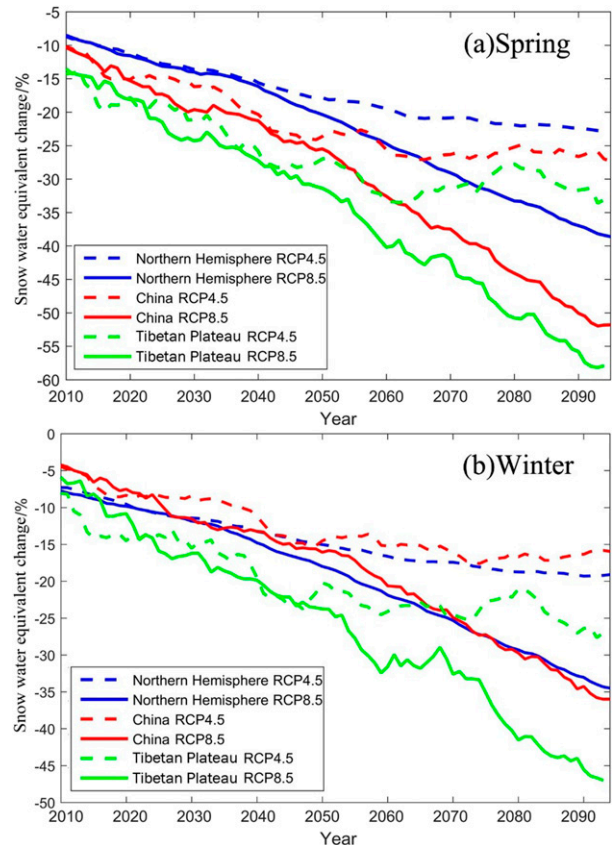 (a)Spring
Snow water equivalent change/%
-5
-10
-15
-20
-25
-30
-35
-40
-45
-50
-55
-60
Northern Hemisphere RCP4.5
Northern Hemisphere RCP8.5
China RCP4.5
China RCP8.5
Tibetan Plateau RCP4.5
Tibetan Plateau RCP8.5
2010 2020 2030 2040 2050 2060 2070 2080 2090
Year
(b)Winter
Snow water equivalent change/%
0
-5
-10
-15
-20
-25
-30
-35
-40
-45
-50
Northern Hemisphere RCP4.5
Northern Hemisphere RCP8.5
China RCP4.5
China RCP8.5
Tibetan Plateau RCP4.5
Tibetan Plateau RCP8.5
2010 2020 2030 2040 2050 2060 2070 2080 2090
Year